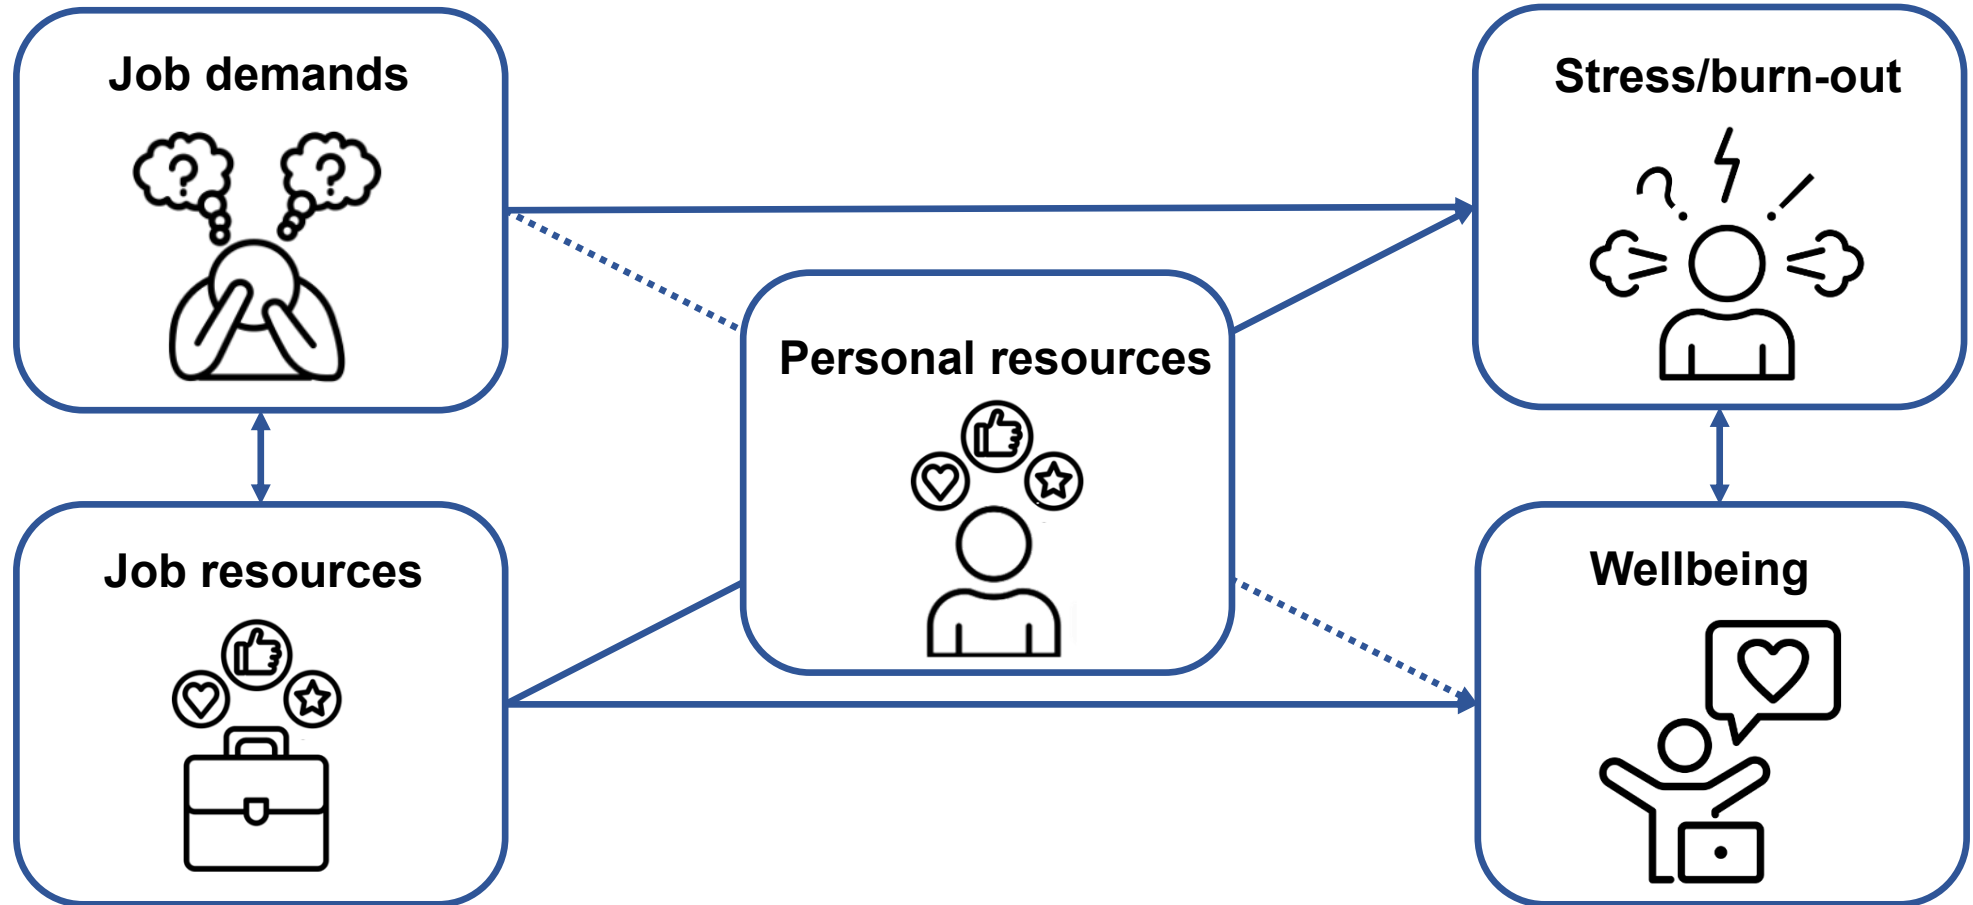 Job demands
Stress/burn-out
? ?
? !
Personal resources
Job resources
Wellbeing